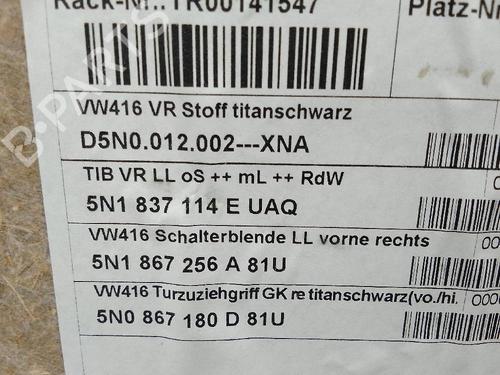 Rack-Nr.:TR00141547
Platz-Nr
VW416 VR Stoff titanschwarz
D5N0.012.002---XNA
TIB VR LL oS ++ mL ++ RdW
5N1 837 114 E UAQ
VW416 Schalterblende LL vorne rechts
5N1 867 256 A 81U
VW416 Turzuziehgriff GK re titanschwarz(vo./hi.
5N0 867 180 D 81U
B-PARTS